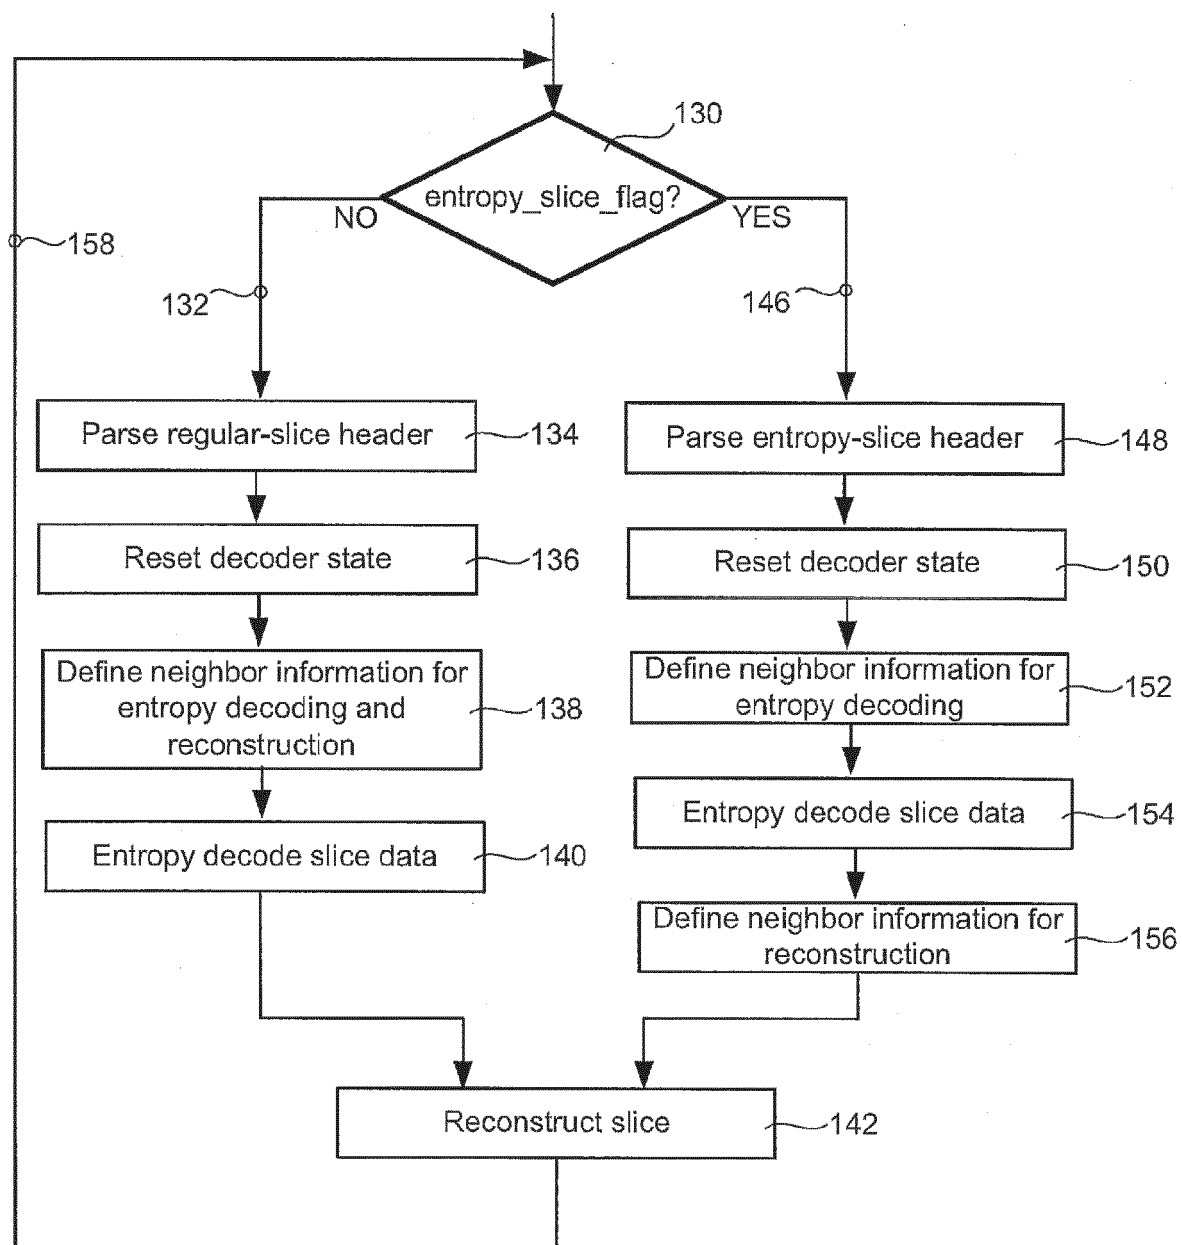 130
entropy_slice_flag?
NO
YES
158
132
146
Parse regular-slice header
134
Parse entropy-slice header
148
Reset decoder state
136
Reset decoder state
150
Define neighbor information for
entropy decoding and
reconstruction
138
Define neighbor information for
entropy decoding
152
Entropy decode slice data
140
Entropy decode slice data
154
Define neighbor information for
reconstruction
156
Reconstruct slice
142